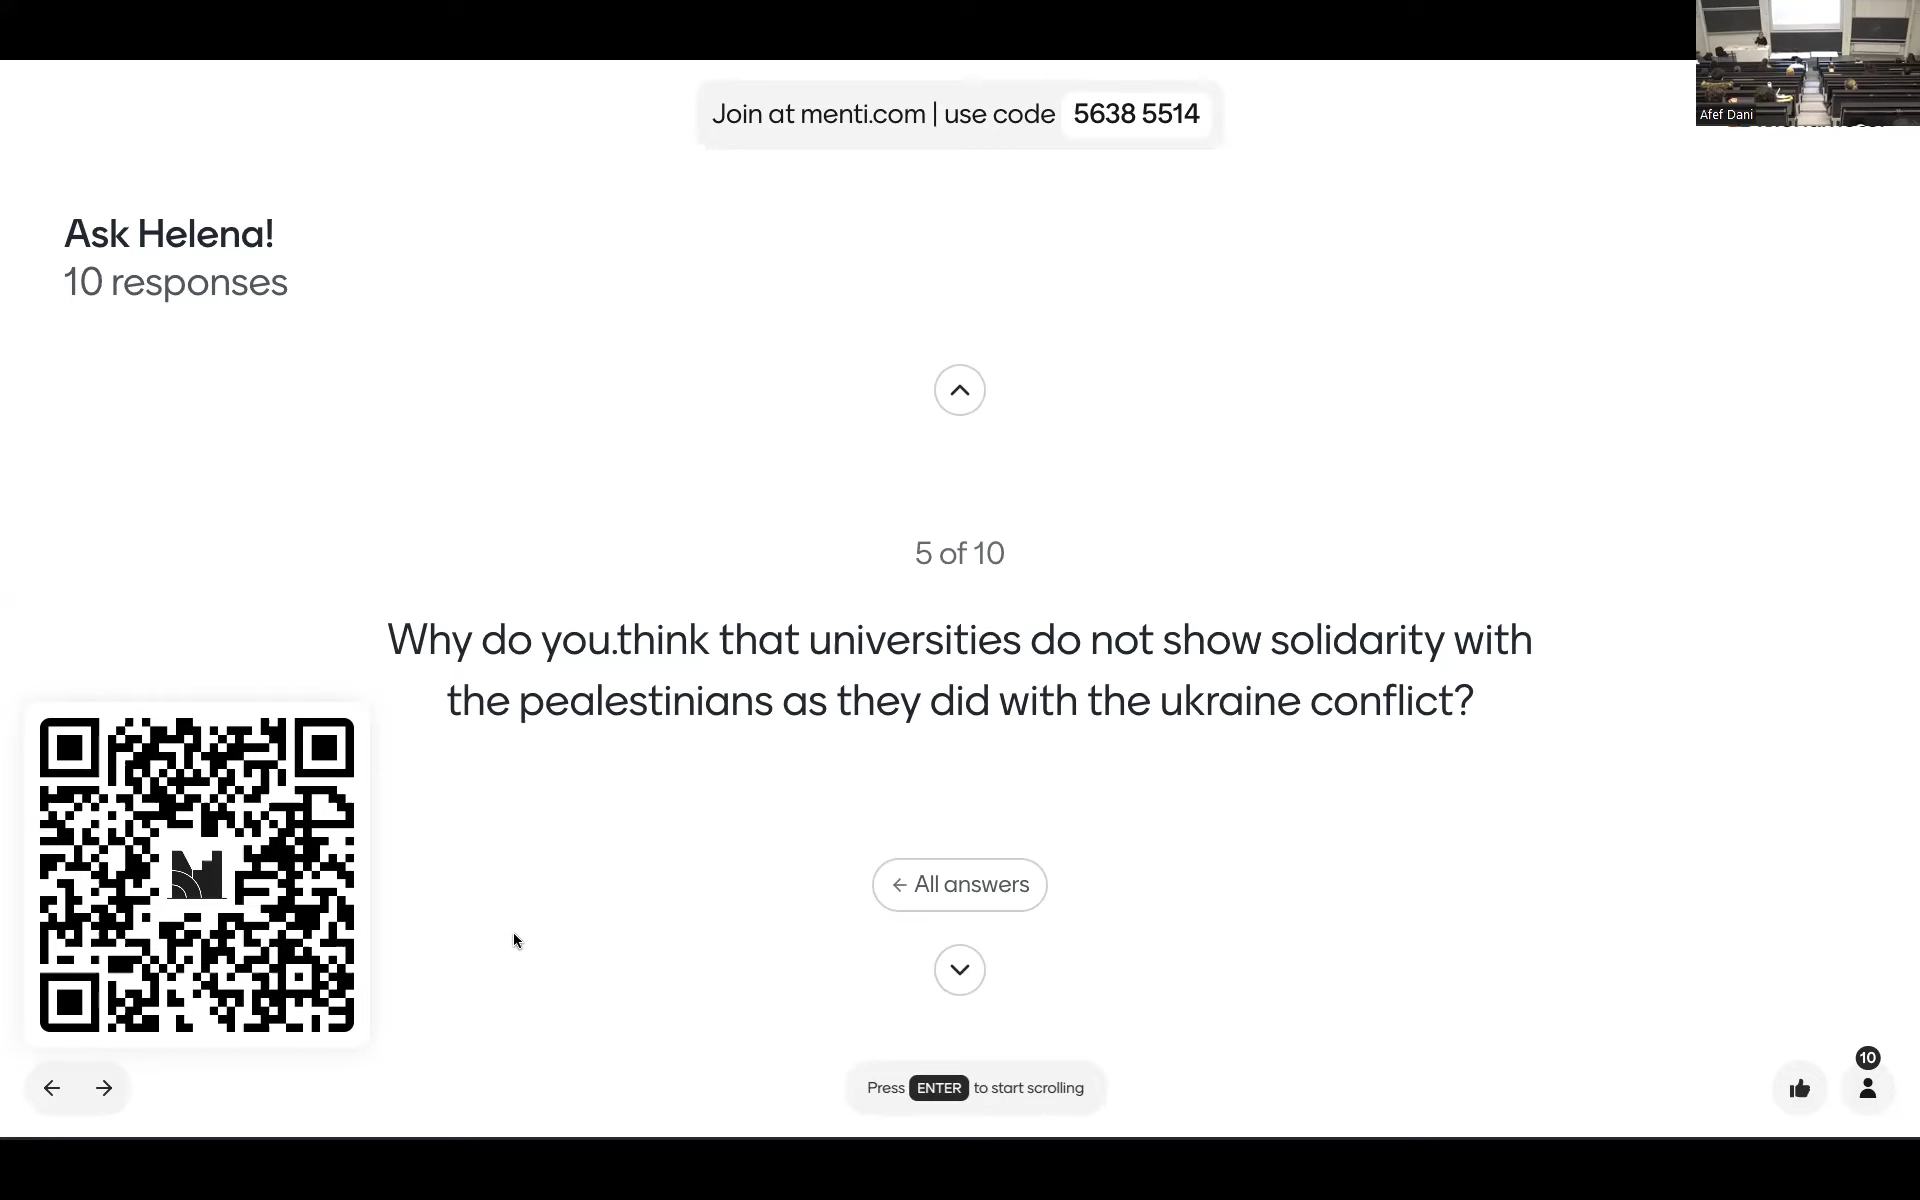 Join at menti.com | use code 5638 5514
Afef Dani
Ask Helena!
10 responses
5 of 10
Why do you.think that universities do not show solidarity with
the pealestinians as they did with the ukraine conflict?
← All answers
Press ENTER to start scrolling
10